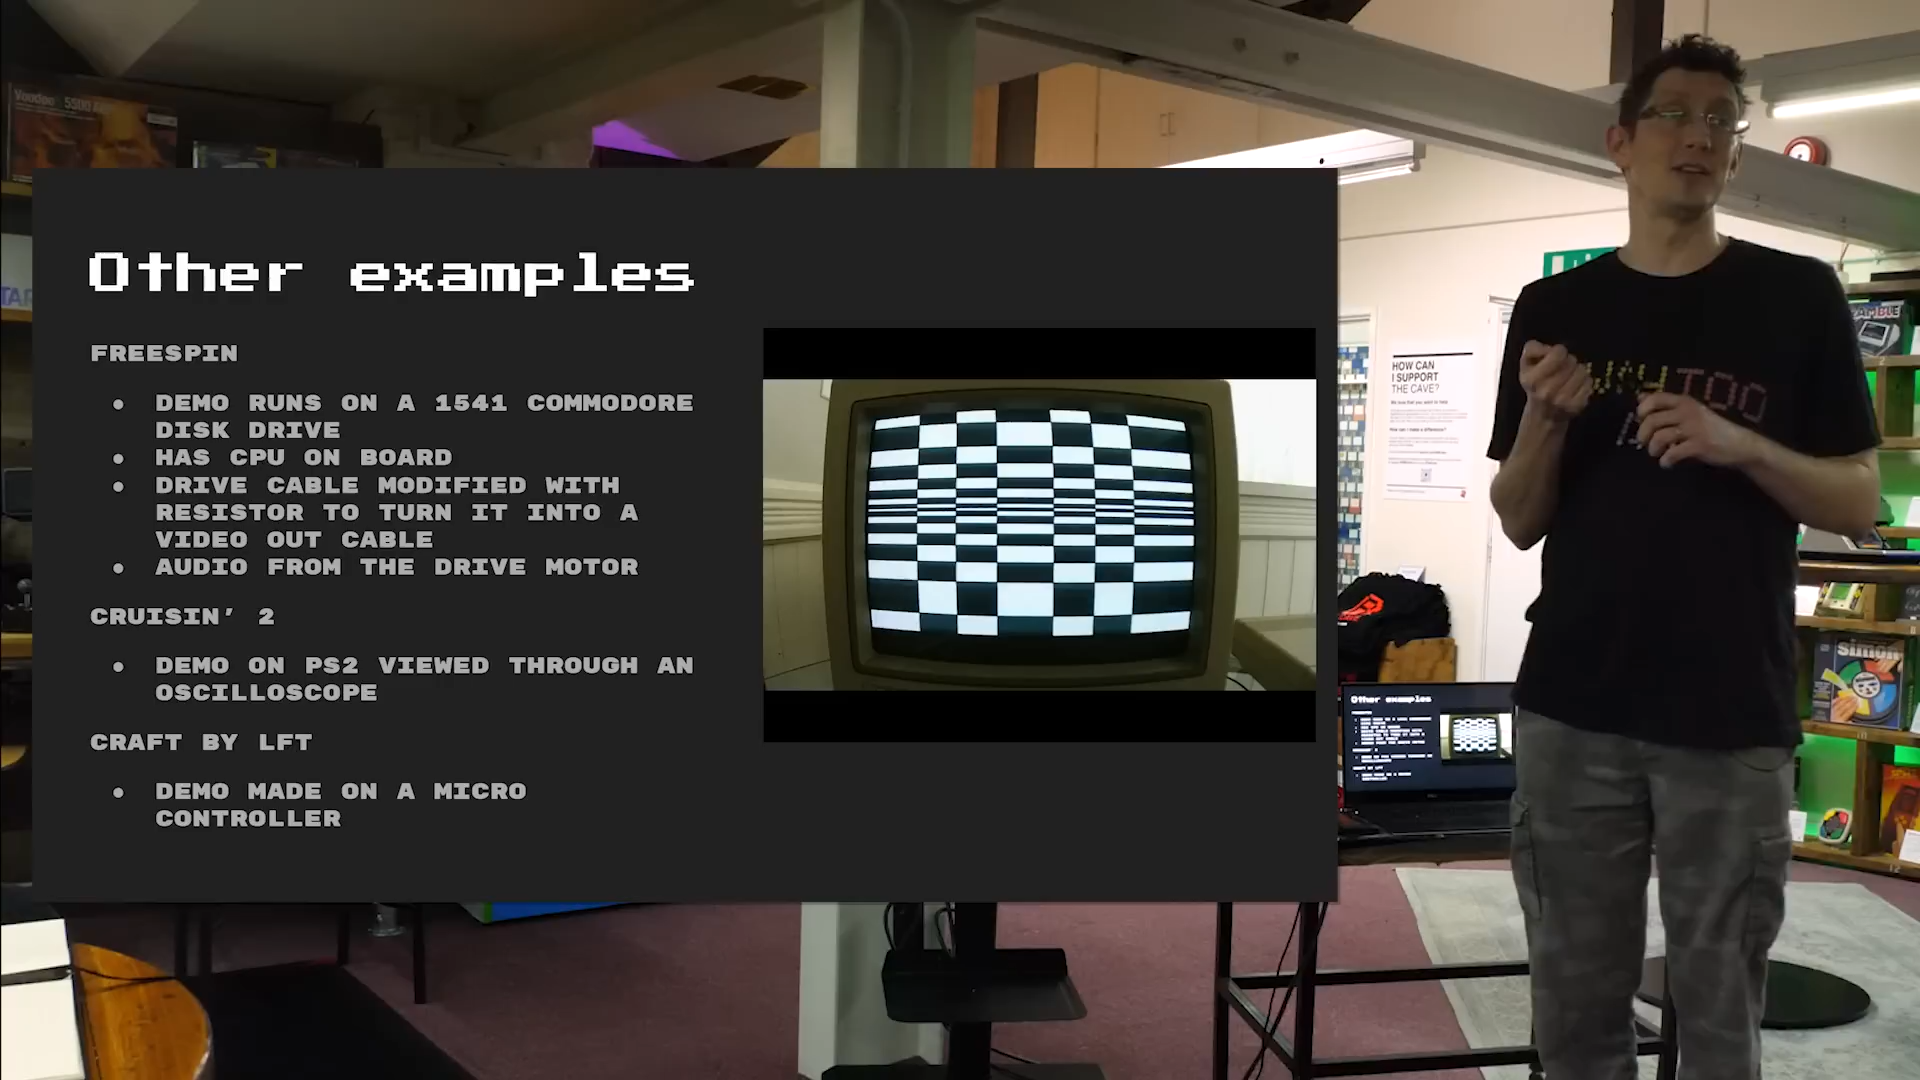 Voodoo 5500
Other examples
FREESPIN
● DEMO RUNS ON A 1541 COMMODORE
DISK DRIVE
● HAS CPU ON BOARD
● DRIVE CABLE MODIFIED WITH
RESISTOR TO TURN IT INTO A
VIDEO OUT CABLE
● AUDIO FROM THE DRIVE MOTOR
CRUISIN’ 2
● DEMO ON PS2 VIEWED THROUGH AN
OSCILLOSCOPE
CRAFT BY LFT
● DEMO MADE ON A MICRO
CONTROLLER
HOW CAN
I SUPPORT
THE CAVE?
Other examples
simon